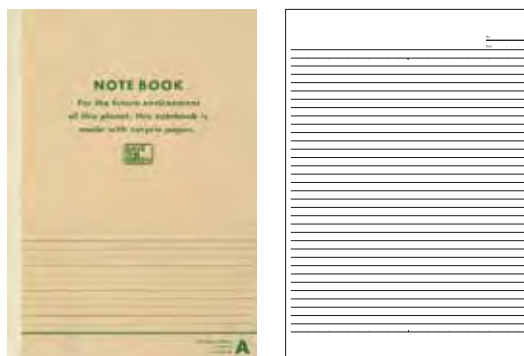 NOTE BOOK
For the future environment
of this planet, this notebook is
made with recycle papers.
A